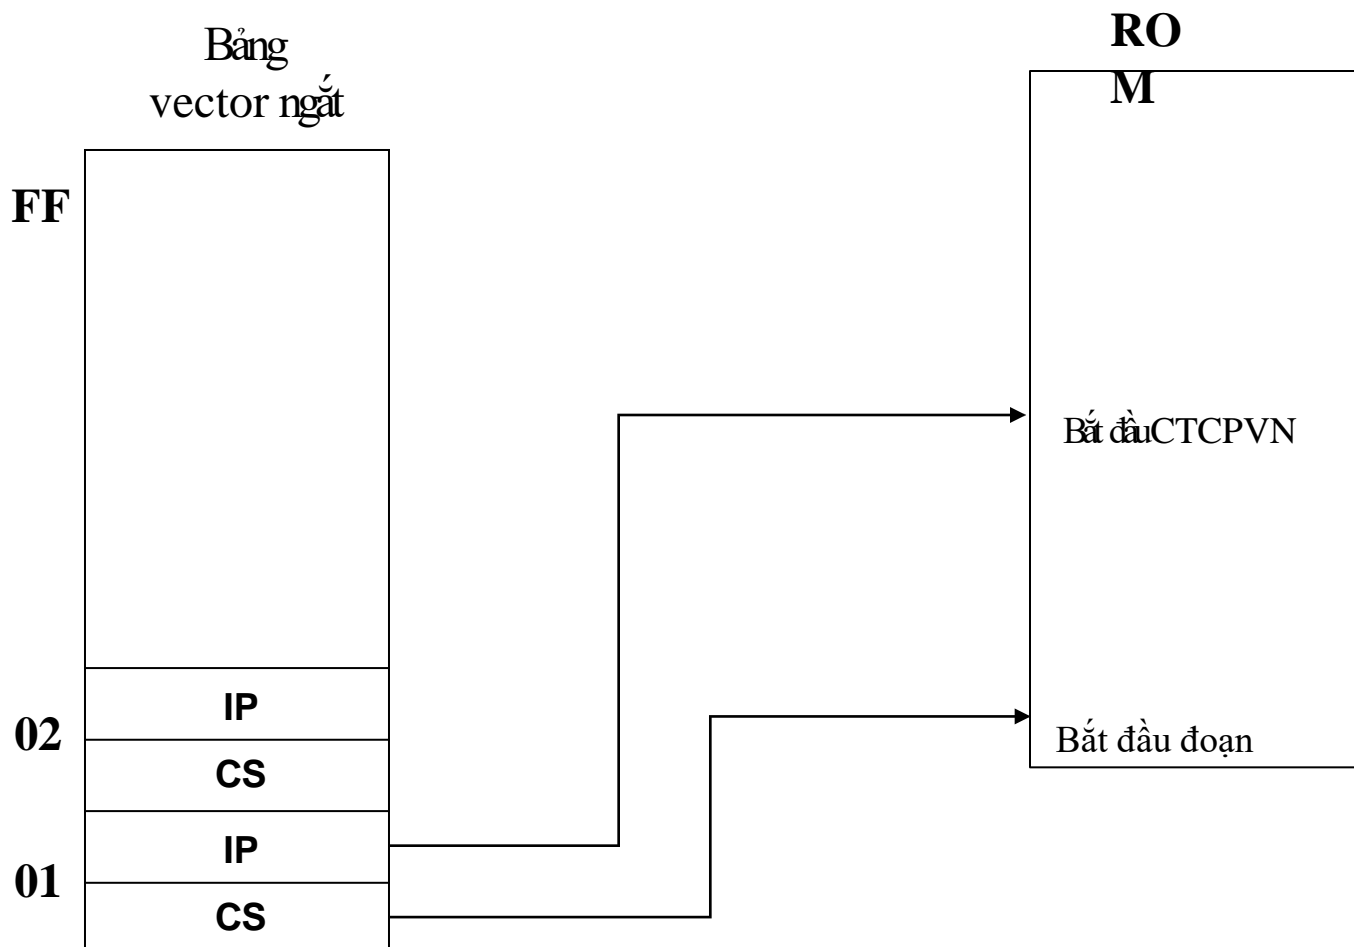 Bảng
vector ngắt
RO
M
FF
Bắt đầuCTCPVN
IP
02
CS
Bắt đầu đoạn
IP
01
CS